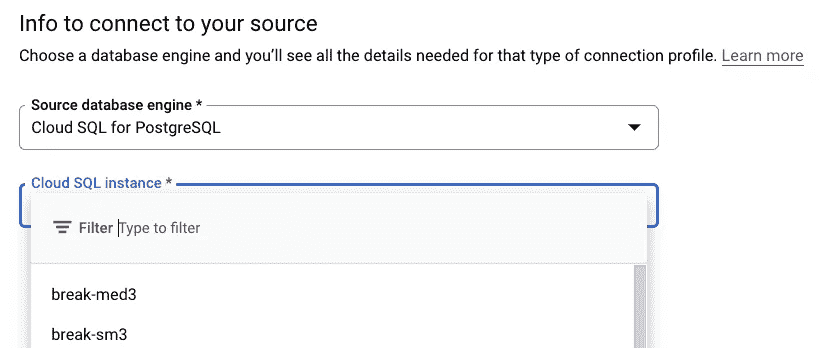 Info to connect to your source
Choose a database engine and you’ll see all the details needed for that type of connection profile. Learn more
Source database engine *
Cloud SQL for PostgreSQL
Cloud SQL instance *
Filter Type to filter
break-med3
break-sm3